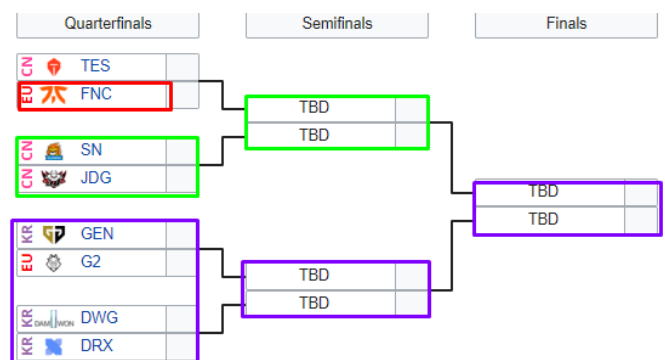 Quarterfinals Semifinals Finals
CN TES
EU FNC
TBD
TBD
CN SN
CN JDG
TBD
TBD
KR GEN
EU G2
TBD
TBD
KR DAMWON DWG
KR DRX